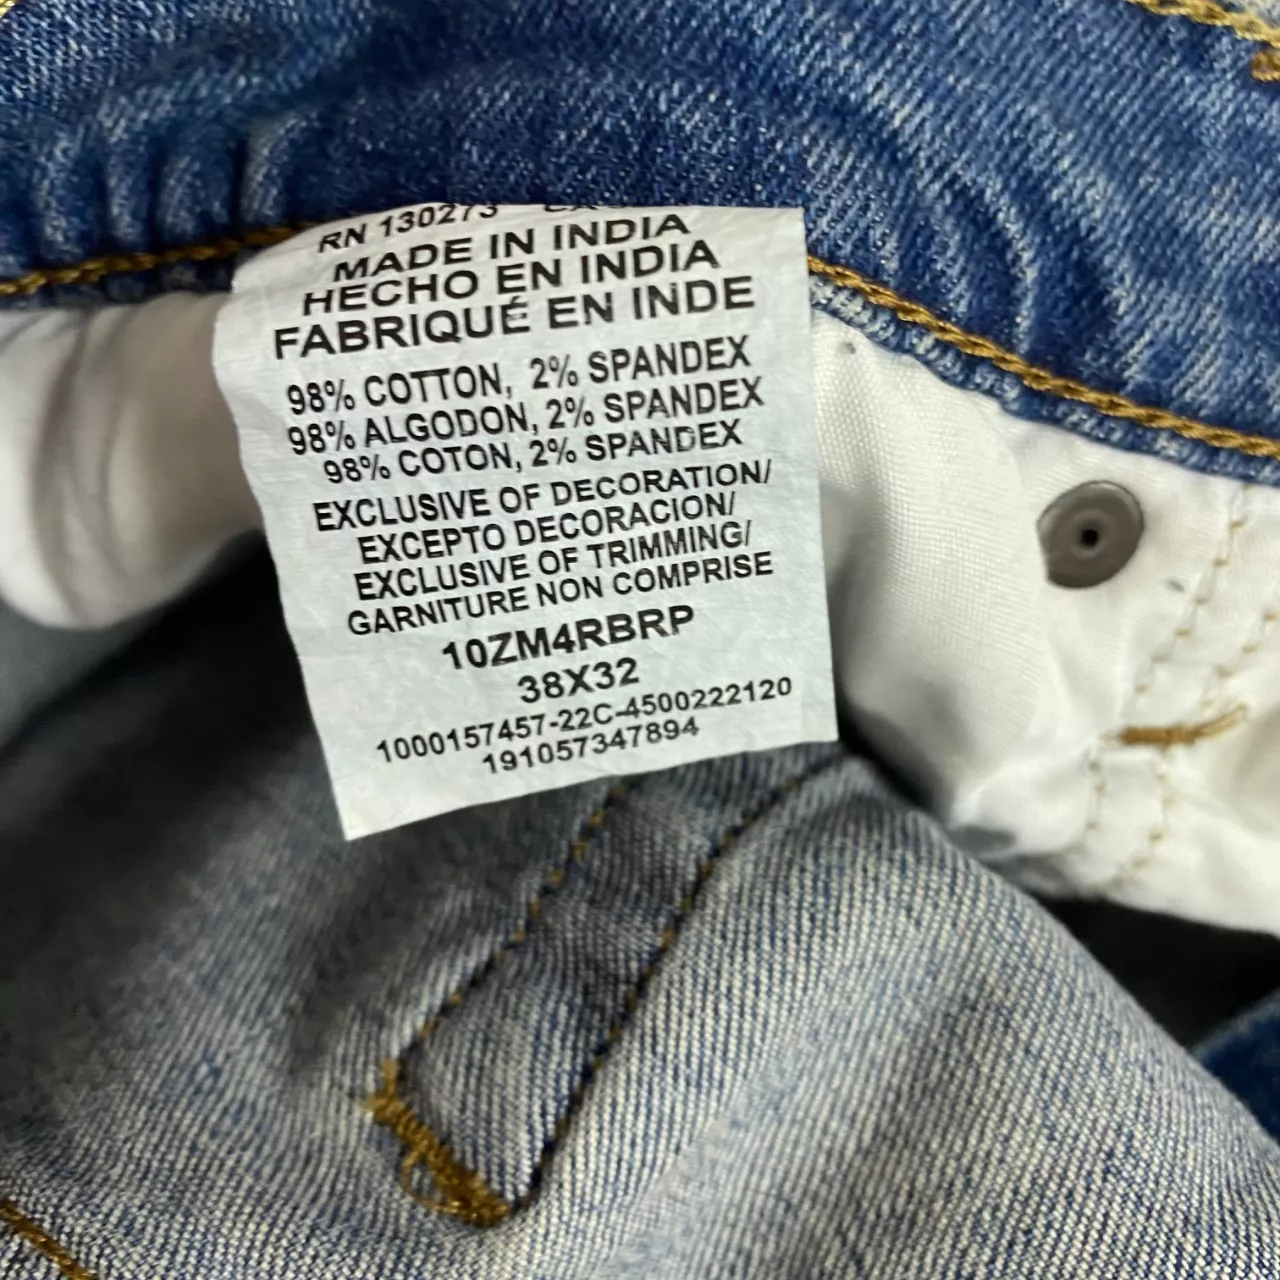 RN 130273
MADE IN INDIA
HECHO EN INDIA
FABRIQUÉ EN INDE
98% COTTON, 2% SPANDEX
98% ALGODON, 2% SPANDEX
98% COTON, 2% SPANDEX
EXCLUSIVE OF DECORATION/
EXCEPTO DECORACION/
EXCLUSIVE OF TRIMMING/
GARNITURE NON COMPRISE
10ZM4RBRP
38X32
1000157457-22C-4500222120
191057347894